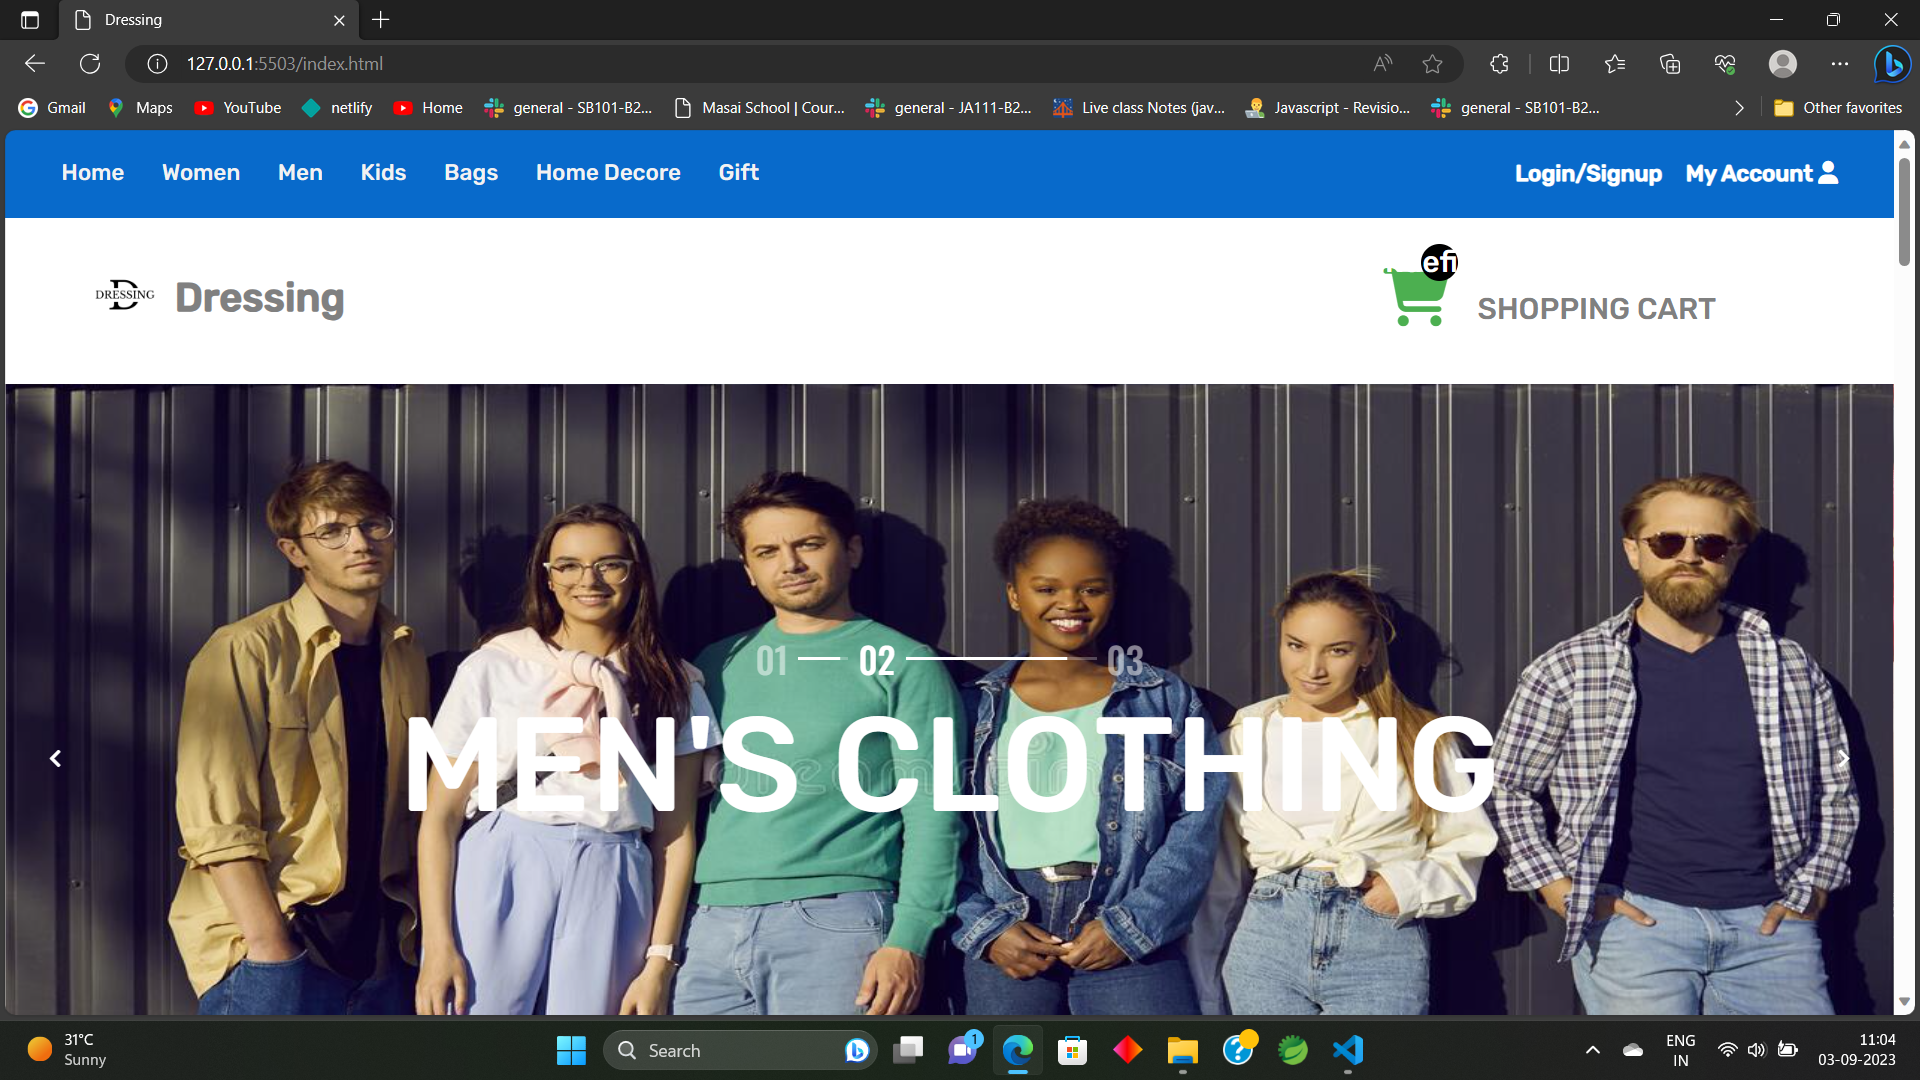 Dressing
127.0.0.1:5503/index.html
Gmail Maps YouTube netlify Home general - SB101-B2... Masai School | Cour... general - JA111-B2... Live class Notes (jav... Javascript - Revisio... general - SB101-B2... Other favorites
Home Women Men Kids Bags Home Decore Gift Login/Signup My Account
DRESSING Dressing
efi
SHOPPING CART
01 02 03
MEN'S CLOTHING
31°C
Sunny
Search
1
ENG
IN
11:04
03-09-2023